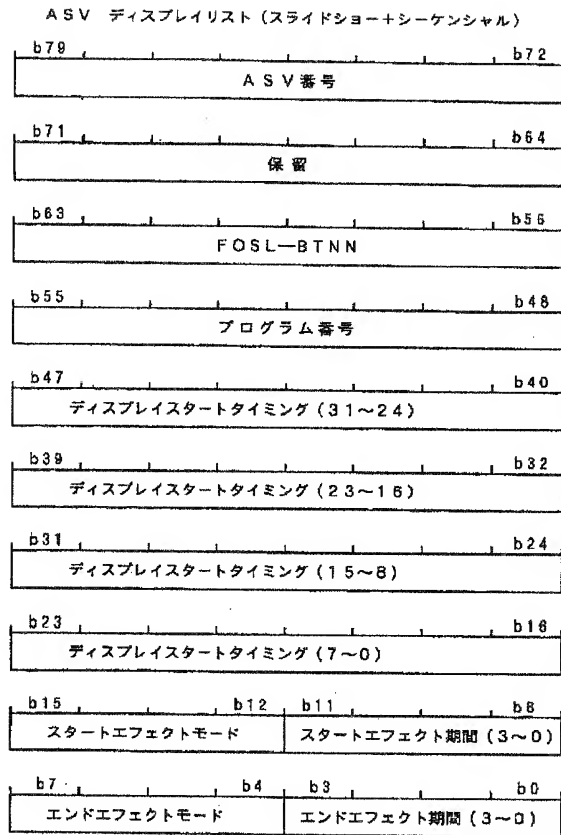 ASV ディスプレイリスト（スライドショー＋シーケンシャル）
b79 b72
ASV番号
b71 b64
保留
b63 b56
FOSL―BTNN
b55 b48
プログラム番号
b47 b40
ディスプレイスタートタイミング（31～24）
b39 b32
ディスプレイスタートタイミング（23～16）
b31 b24
ディスプレイスタートタイミング（15～8）
b23 b16
ディスプレイスタートタイミング（7～0）
b15 b12 b11 b8
スタートエフェクトモード スタートエフェクト期間（3～0）
b7 b4 b3 b0
エンドエフェクトモード エンドエフェクト期間（3～0）